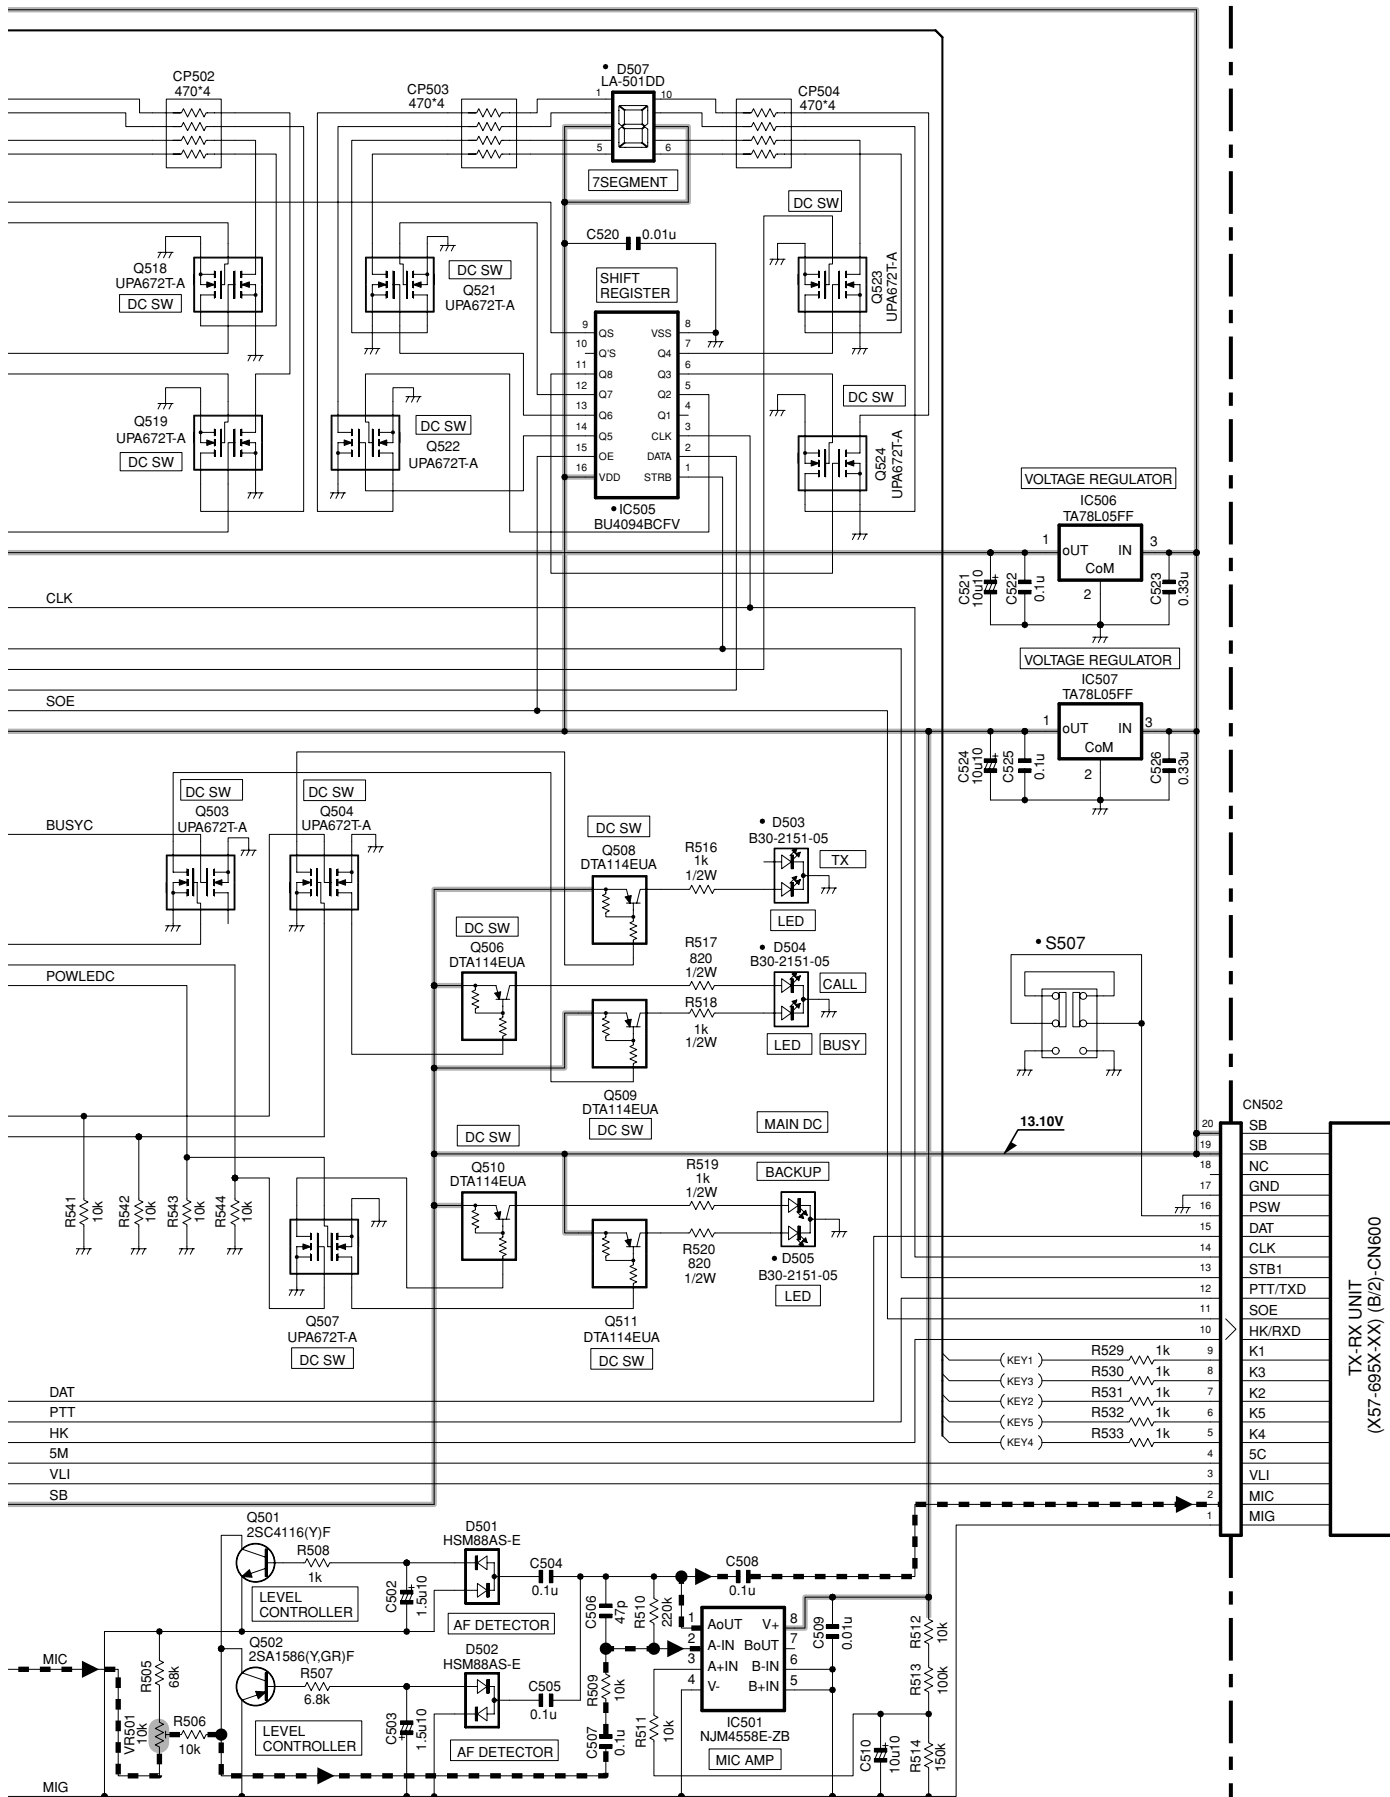 CP502
470*4
CP503
470*4
D507
LA-501DD
1
10
5
6
CP504
470*4
7SEGMENT
DC SW
C520
0.01u
Q518
UPA672T-A
DC SW
DC SW
Q521
UPA672T-A
SHIFT
REGISTER
Q523
UPA672T-A
9 QS VSS 8
10 Q'S Q4 7
11 Q8 Q3 6
12 Q7 Q2 5
13 Q6 Q1 4
14 Q5 CLK 3
15 OE DATA 2
16 VDD STRB 1
IC505
BU4094BCFV
Q519
UPA672T-A
DC SW
DC SW
Q522
UPA672T-A
DC SW
Q524
UPA672T-A
VOLTAGE REGULATOR
IC506
TA78L05FF
1 oUT IN 3
CoM
2
C521
10u10
+
C522
0.1u
C523
0.33u
CLK
VOLTAGE REGULATOR
IC507
TA78L05FF
1 oUT IN 3
CoM
2
C524
10u10
+
C525
0.1u
C526
0.33u
SOE
DC SW
Q503
UPA672T-A
DC SW
Q504
UPA672T-A
BUSYC
DC SW
Q508
DTA114EUA
R516
1k
1/2W
D503
B30-2151-05
TX
LED
DC SW
Q506
DTA114EUA
R517
820
1/2W
R518
1k
1/2W
D504
B30-2151-05
CALL
LED
BUSY
S507
POWLEDC
Q509
DTA114EUA
DC SW
MAIN DC
DC SW
Q510
DTA114EUA
R519
1k
1/2W
BACKUP
R520
820
1/2W
D505
B30-2151-05
LED
13.10V
R541
10k
R542
10k
R543
10k
R544
10k
Q507
UPA672T-A
DC SW
Q511
DTA114EUA
DC SW
CN502
20 SB
19 SB
18 NC
17 GND
16 PSW
15 DAT
14 CLK
13 STB1
12 PTT/TXD
11 SOE
10 HK/RXD
KEY1 R529 1k 9 K1
KEY3 R530 1k 8 K3
KEY2 R531 1k 7 K2
KEY5 R532 1k 6 K5
KEY4 R533 1k 5 K4
4 5C
3 VLI
2 MIC
1 MIG
TX-RX UNIT
(X57-695X-XX) (B/2)-CN600
DAT
PTT
HK
5M
VLI
SB
Q501
2SC4116(Y)F
R508
1k
LEVEL
CONTROLLER
C502
1.5u10
+
D501
HSM88AS-E
AF DETECTOR
C504
0.1u
C506
47p
R510
220k
C508
0.1u
1 AoUT V+ 8
2 A-IN BoUT 7
3 A+IN B-IN 6
4 V- B+IN 5
IC501
NJM4558E-ZB
MIC AMP
C509
0.01u
R512
10k
R513
100k
R514
150k
C510
10u10
+
MIC
R505
68k
VR501
10k
R506
10k
Q502
2SA1586(Y,GR)F
R507
6.8k
LEVEL
CONTROLLER
C503
1.5u10
+
D502
HSM88AS-E
AF DETECTOR
C505
0.1u
R509
10k
C507
0.1u
R511
10k
MIG